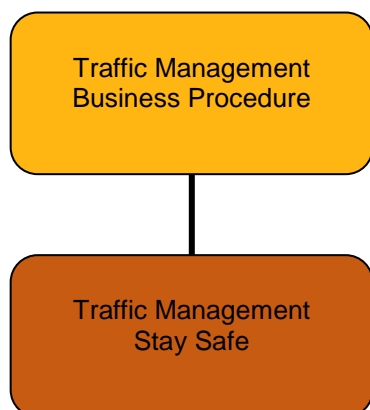 Traffic Management
Business Procedure
Traffic Management
Stay Safe